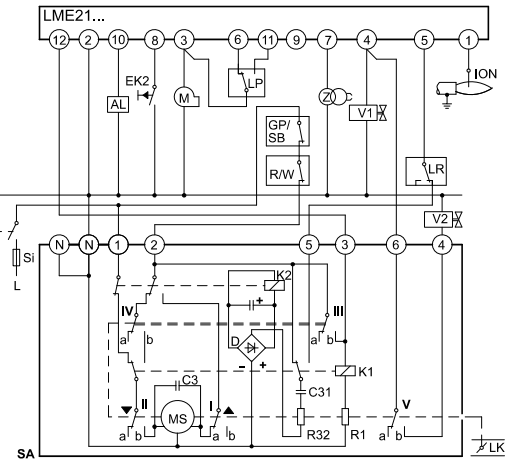 LME21...
12 2 10 8 3 6 11 9 7 4 5 1
EK2
LP
ION
AL
M
Z
V1
GP/
SB
R/W
LR
V2
N N 1 2 5 3 6 4
Si
L
K2
+
IV
III
a b
a b
D
- +
K1
C3
C31
II
I
V
MS
a b
a b
R32
R1
a b
SA
LK